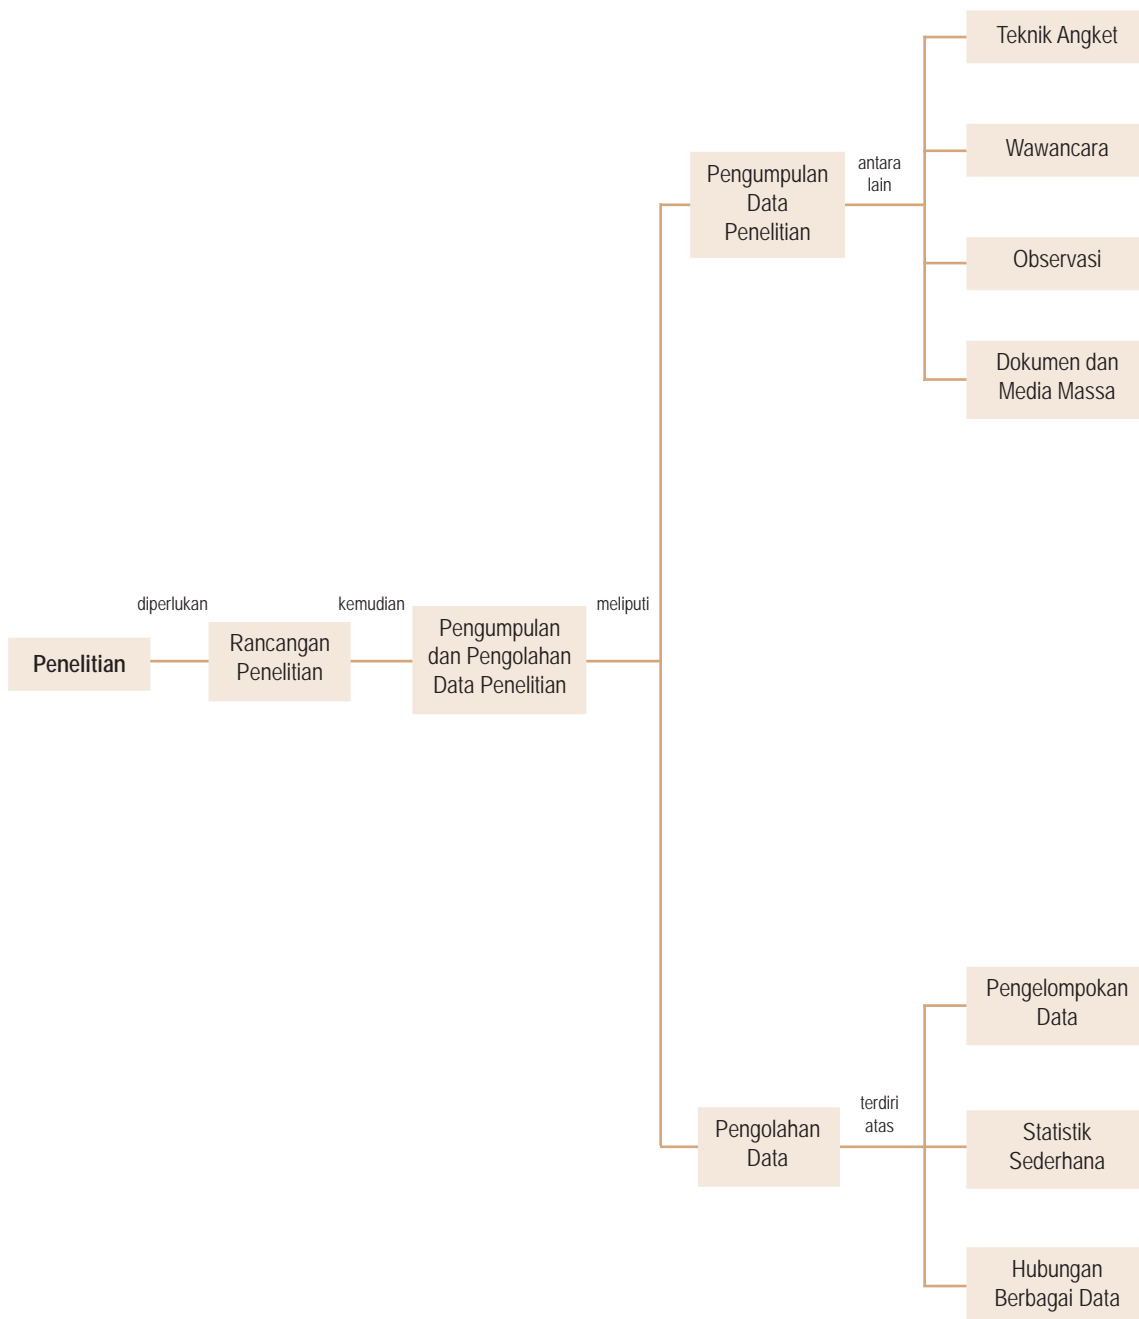 Penelitian
diperlukan
Rancangan
Penelitian
kemudian
Pengumpulan
dan Pengolahan
Data Penelitian
meliputi
Pengumpulan
Data
Penelitian
antara
lain
Teknik Angket
Wawancara
Observasi
Dokumen dan
Media Massa
Pengolahan
Data
terdiri
atas
Pengelompokan
Data
Statistik
Sederhana
Hubungan
Berbagai Data